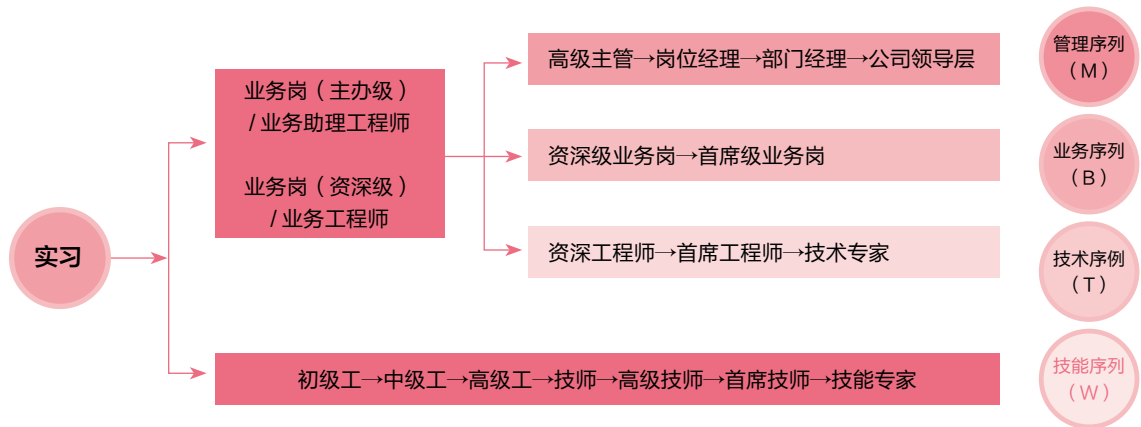 实习
业务岗（主办级）
/ 业务助理工程师
业务岗（资深级）
/ 业务工程师
高级主管→岗位经理→部门经理→公司领导层
资深级业务岗→首席级业务岗
资深工程师→首席工程师→技术专家
初级工→中级工→高级工→技师→高级技师→首席技师→技能专家
管理序列
（M）
业务序列
（B）
技术序例
（T）
技能序列
（W）